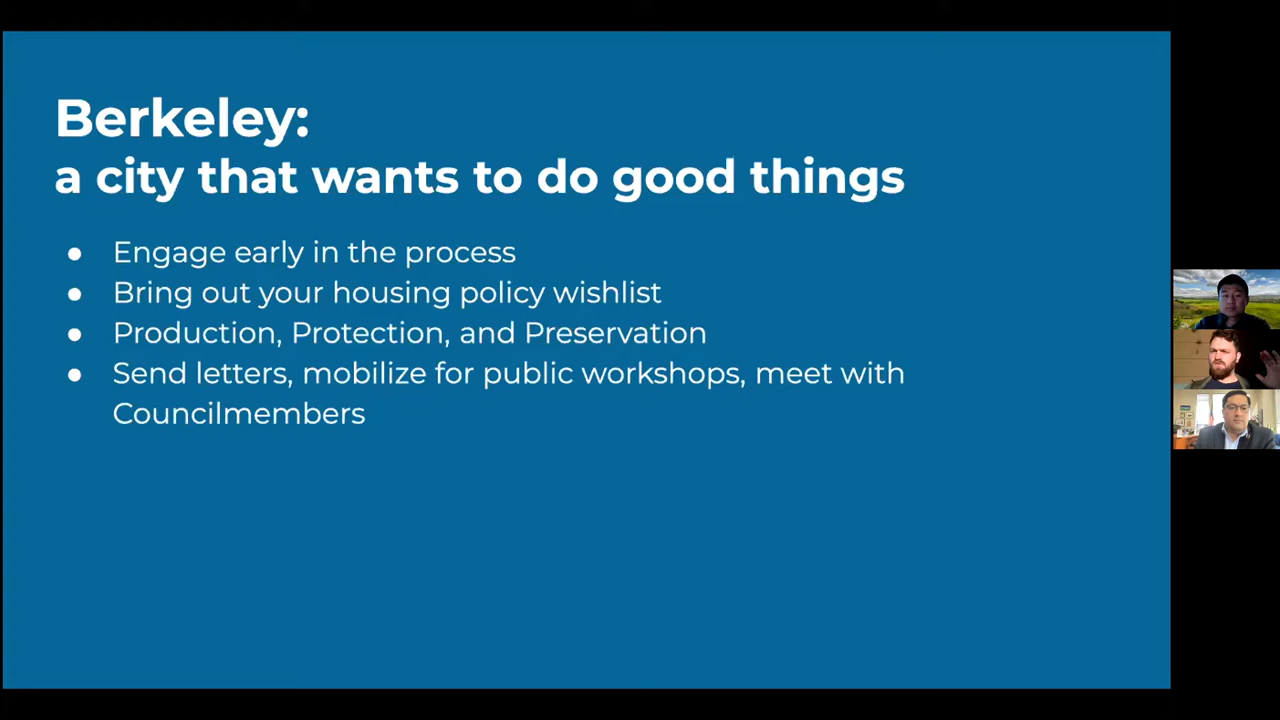 Berkeley:
a city that wants to do good things
● Engage early in the process
● Bring out your housing policy wishlist
● Production, Protection, and Preservation
● Send letters, mobilize for public workshops, meet with
Councilmembers